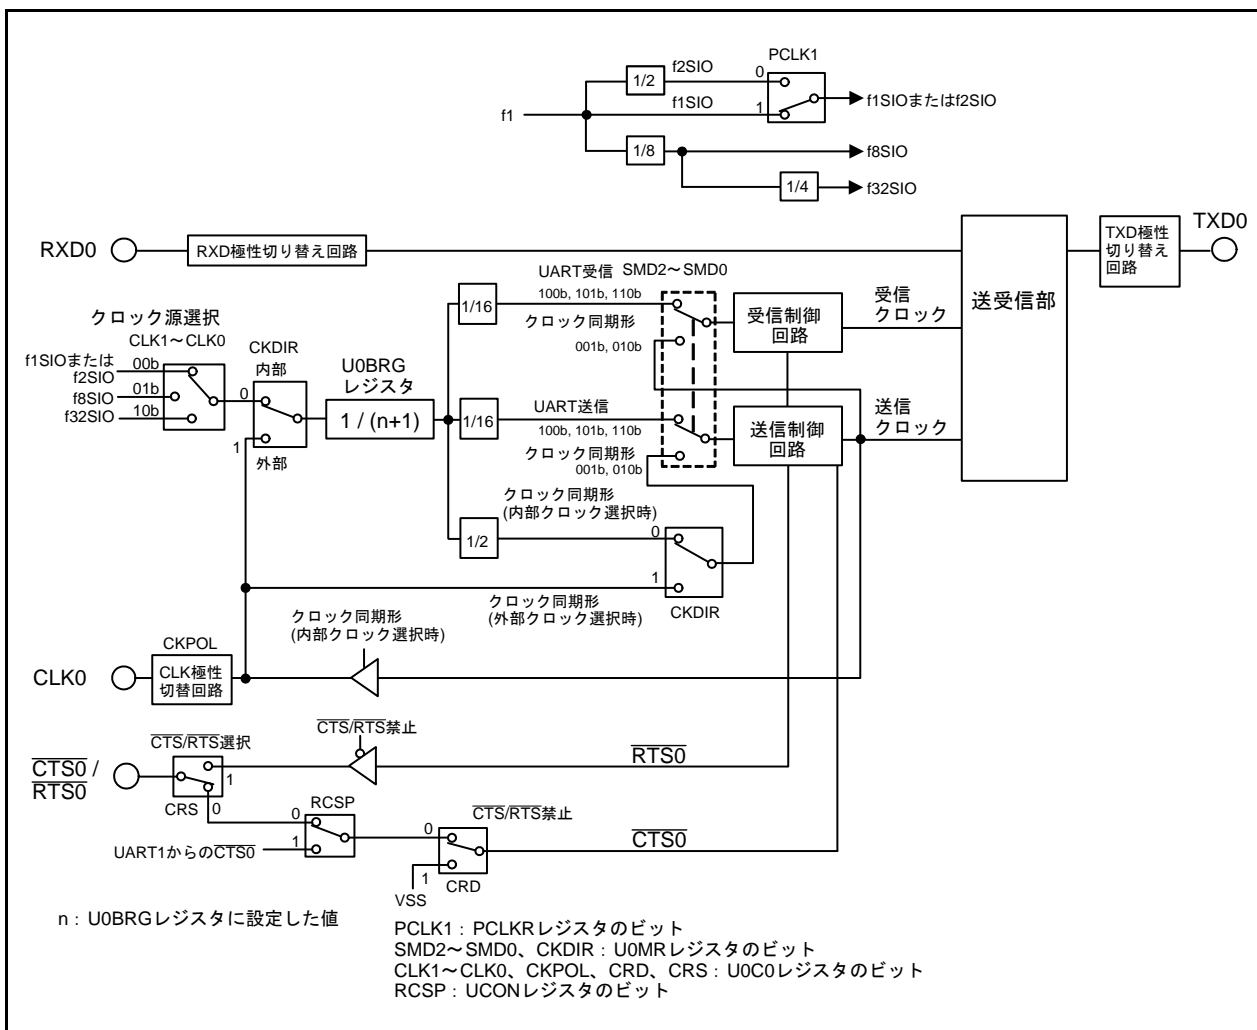 PCLK1
f2SIO
0
1/2
f1SIO
1
f1SIOまたはf2SIO
f1
1/8
f8SIO
1/4
f32SIO
RXD0
RXD極性切り替え回路
TXD極性
切り替え
回路
TXD0
送受信部
UART受信
SMD2～SMD0
100b, 101b, 110b
1/16
クロック同期形
001b, 010b
受信制御
回路
受信
クロック
クロック源選択
CLK1～CLK0
f1SIOまたは
f2SIO
00b
f8SIO
01b
f32SIO
10b
CKDIR
内部
0
1
外部
U0BRG
レジスタ
1 / (n+1)
1/16
UART送信
100b, 101b, 110b
クロック同期形
001b, 010b
送信制御
回路
送信
クロック
クロック同期形
(内部クロック選択時)
1/2
0
1
CKDIR
クロック同期形
(外部クロック選択時)
クロック同期形
(内部クロック選択時)
CKPOL
CLK0
CLK極性
切替回路
CTS/RTS選択
CTS/RTS禁止
CTS0 /
RTS0
1
RTS0
CRS
0
RCSP
0
1
UART1からのCTS0
CTS/RTS禁止
0
1
CTS0
VSS
CRD
n : U0BRGレジスタに設定した値
PCLK1 : PCLKRレジスタのビット
SMD2～SMD0、CKDIR : U0MRレジスタのビット
CLK1～CLK0、CKPOL、CRD、CRS : U0C0レジスタのビット
RCSP : UCONレジスタのビット